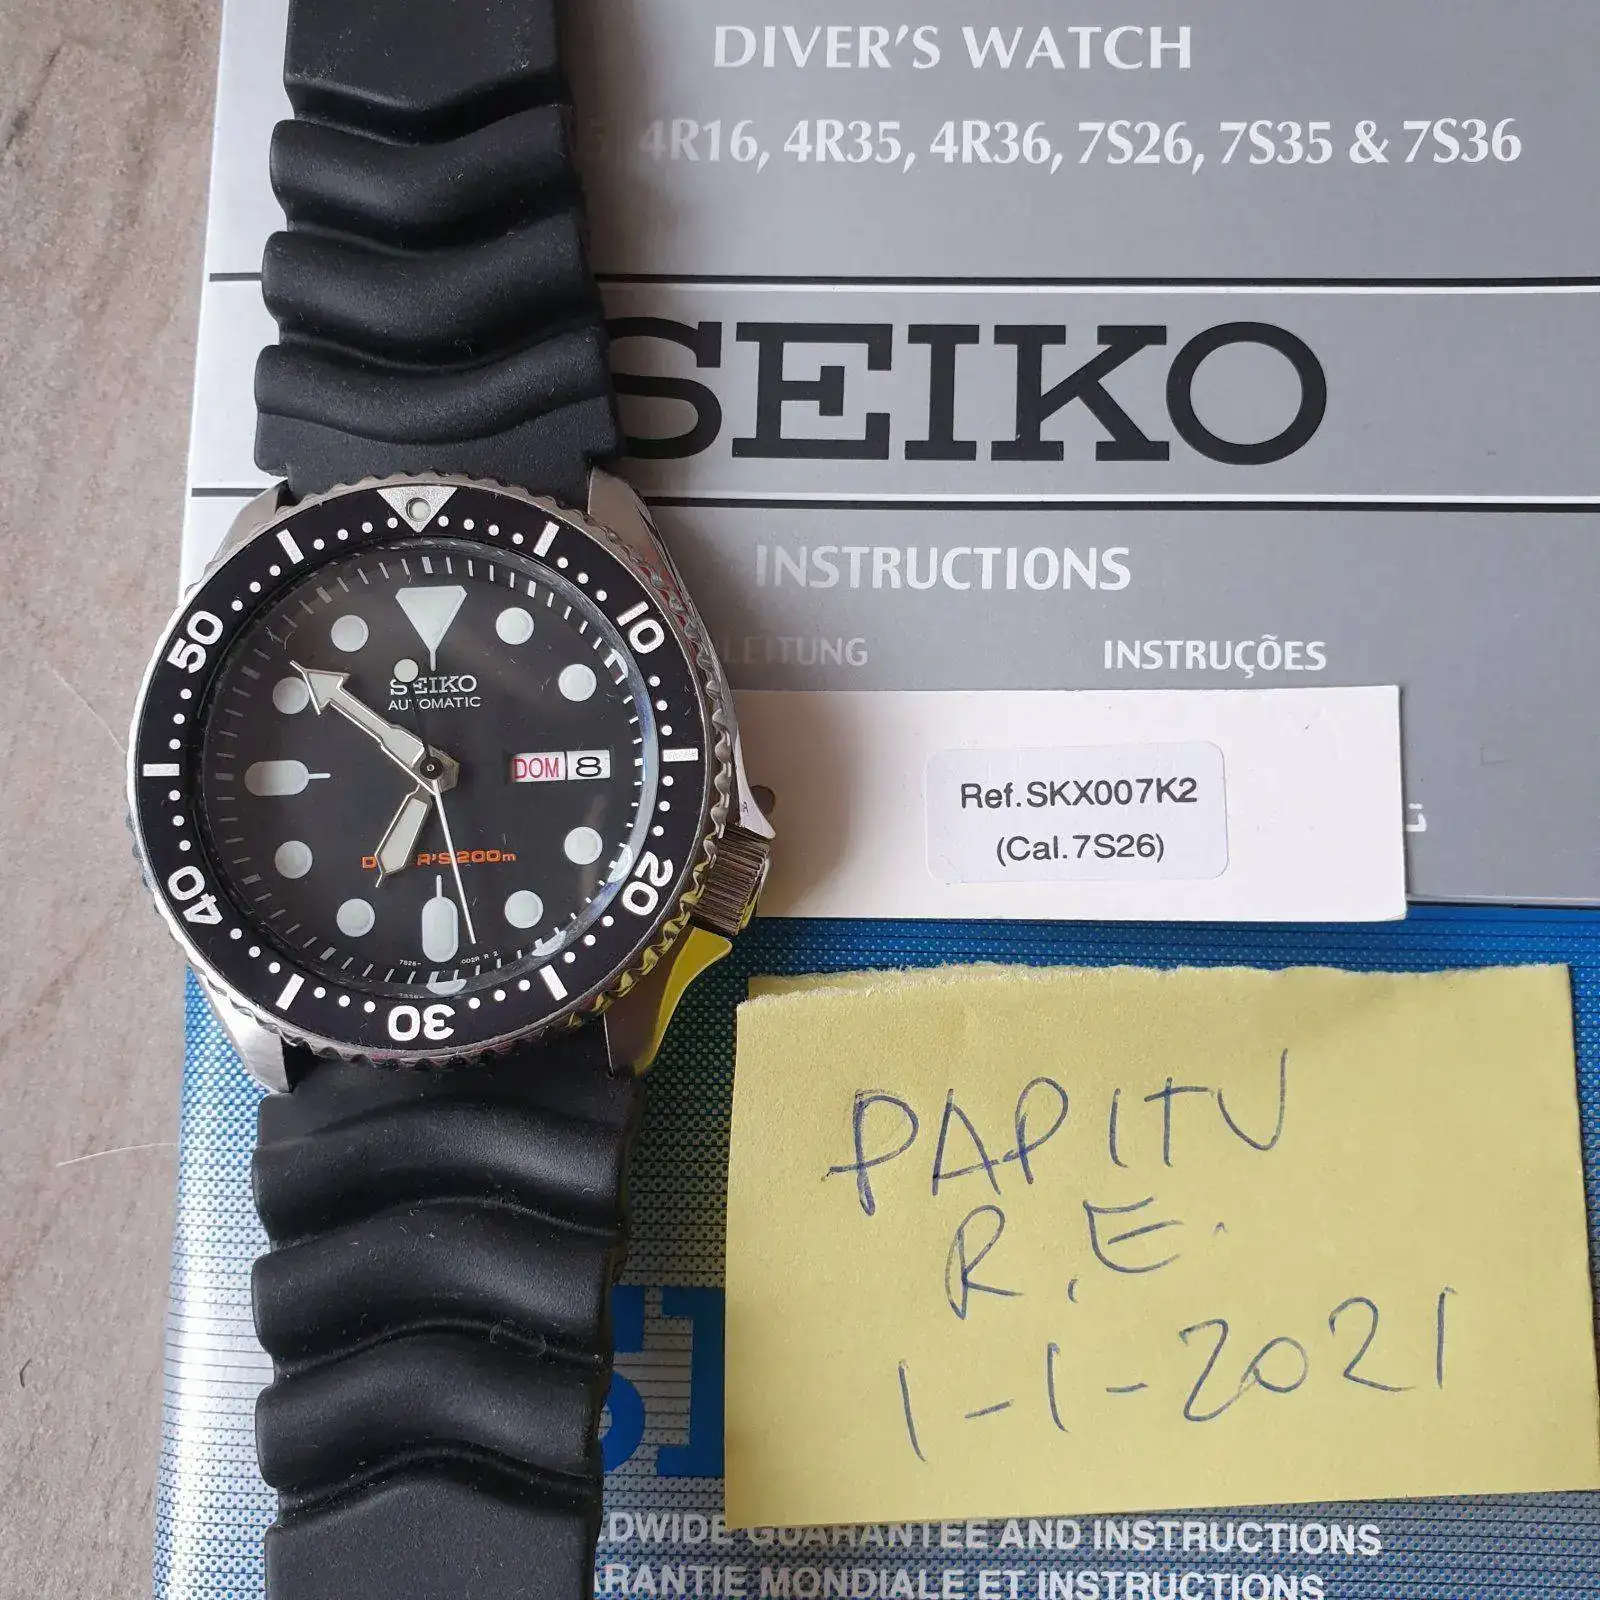 DIVER'S WATCH
4R16, 4R35, 4R36, 7S26, 7S35 & 7S36
SEIKO
INSTRUCTIONS
INSTRUÇÕES
Ref.SKX007K2
(Cal.7S26)
10
20
30
40
50
SEIKO
AUTOMATIC
DOM 8
DIVER'S 200m
PAPITU
R.E.
1-1-2021
GUARANTEE AND INSTRUCTIONS
MONDIALE ET INSTRUCTIONS